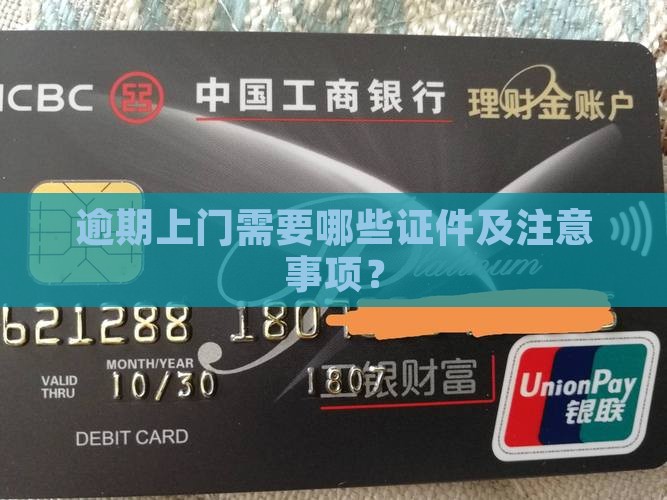 ICBC 中国工商银行 理财金账户
逾期上门需要哪些证件及注意
事项？
Platinum
621288 180
MONTH/YEAR
VALID THRU 10/30 1807 工银财富
UnionPay
银联
DEBIT CARD